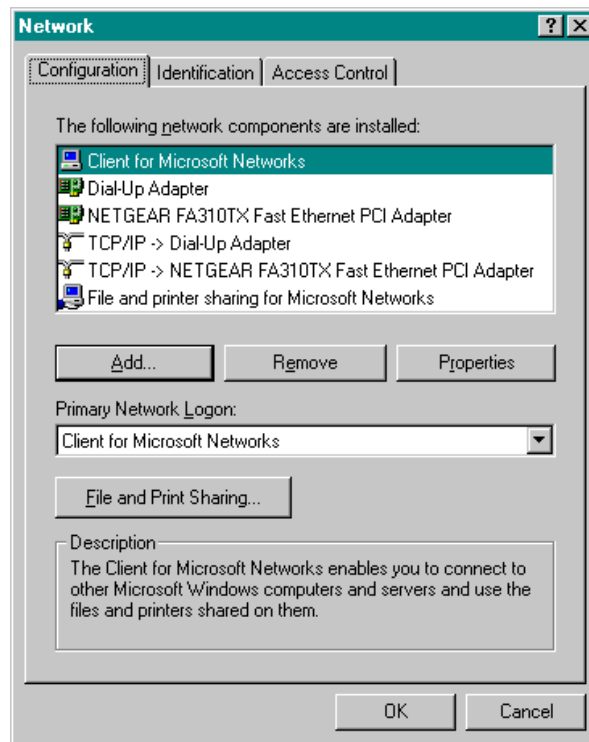 Network
Configuration Identification Access Control
The following network components are installed:
Client for Microsoft Networks
Dial-Up Adapter
NETGEAR FA310TX Fast Ethernet PCI Adapter
TCP/IP -> Dial-Up Adapter
TCP/IP -> NETGEAR FA310TX Fast Ethernet PCI Adapter
File and printer sharing for Microsoft Networks
Add... Remove Properties
Primary Network Logon:
Client for Microsoft Networks
File and Print Sharing...
Description
The Client for Microsoft Networks enables you to connect to
other Microsoft Windows computers and servers and use the
files and printers shared on them.
OK Cancel